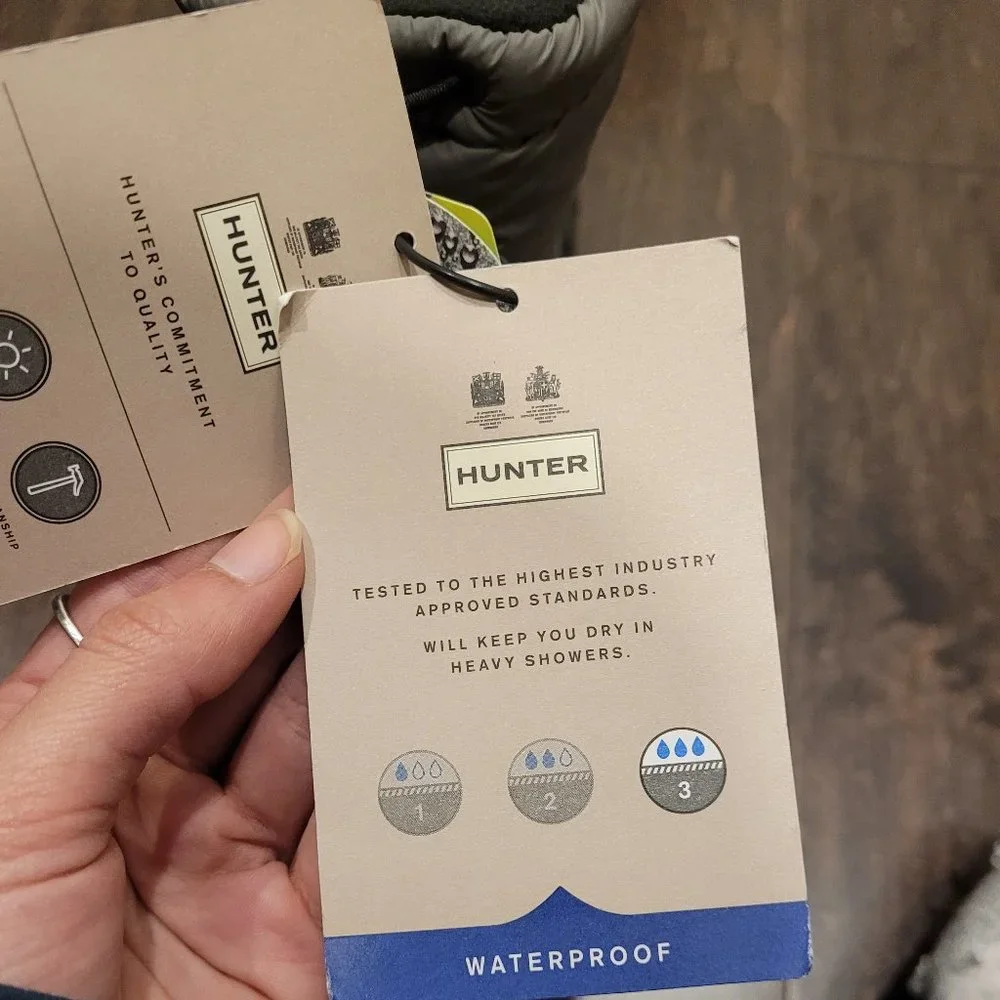 HUNTER'S COMMITMENT
TO QUALITY
HUNTER
ANSHIP
HUNTER
TESTED TO THE HIGHEST INDUSTRY
APPROVED STANDARDS.
WILL KEEP YOU DRY IN
HEAVY SHOWERS.
1 2 3
WATERPROOF